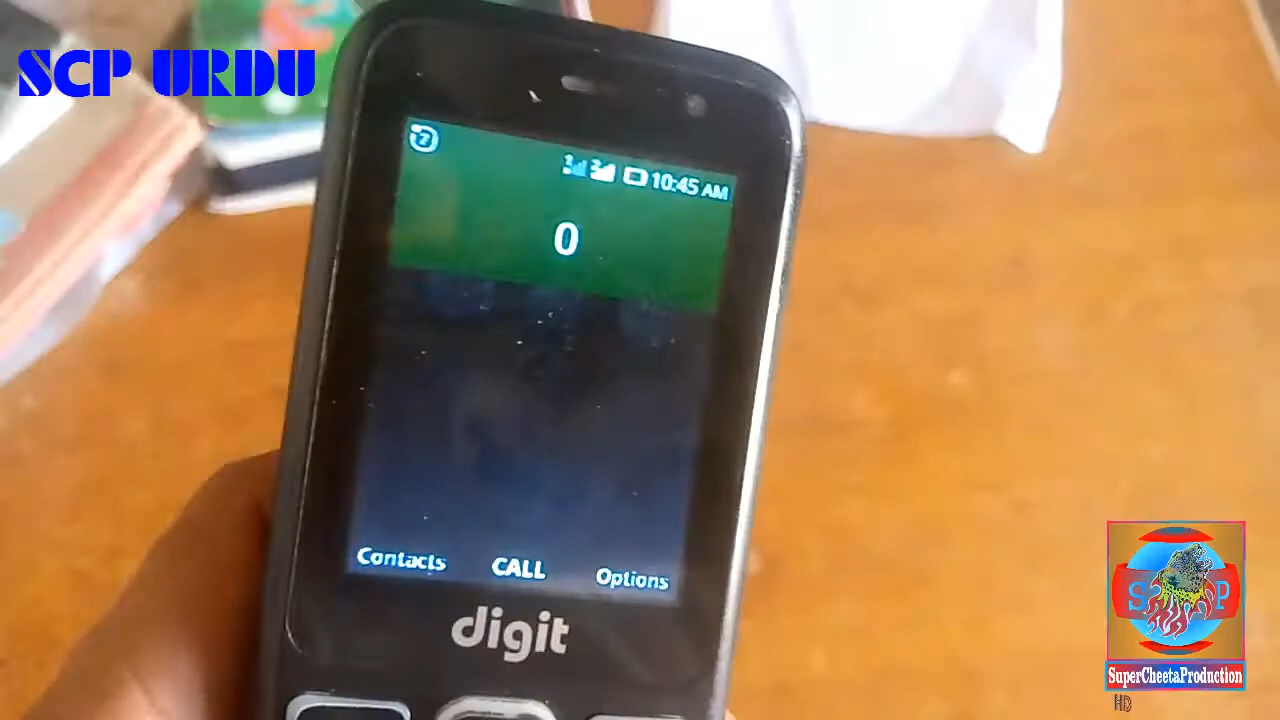 SCP URDU
10:45 AM
0
Contacts CALL Options
digit
S P
SuperCheetaProduction
HD